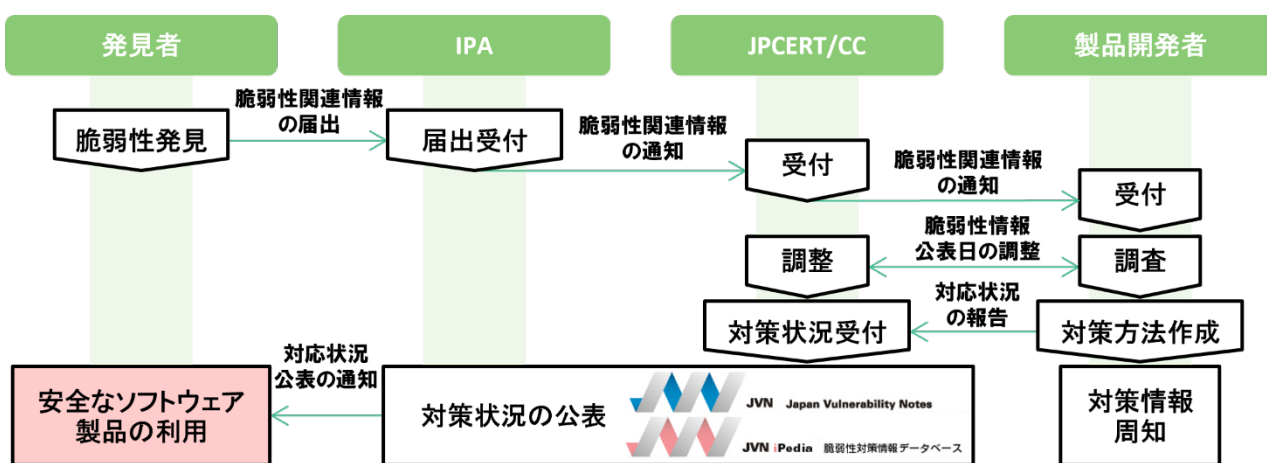 発見者
IPA
JPCERT/CC
製品開発者
脆弱性発見
脆弱性関連情報
の届出
届出受付
脆弱性関連情報
の通知
受付
脆弱性関連情報
の通知
受付
調整
脆弱性情報
公表日の調整
調査
対策状況受付
対応状況
の報告
対策方法作成
安全なソフトウェア
製品の利用
対応状況
公表の通知
対策状況の公表
JVN Japan Vulnerability Notes
JVN iPedia 脆弱性対策情報データベース
対策情報
周知